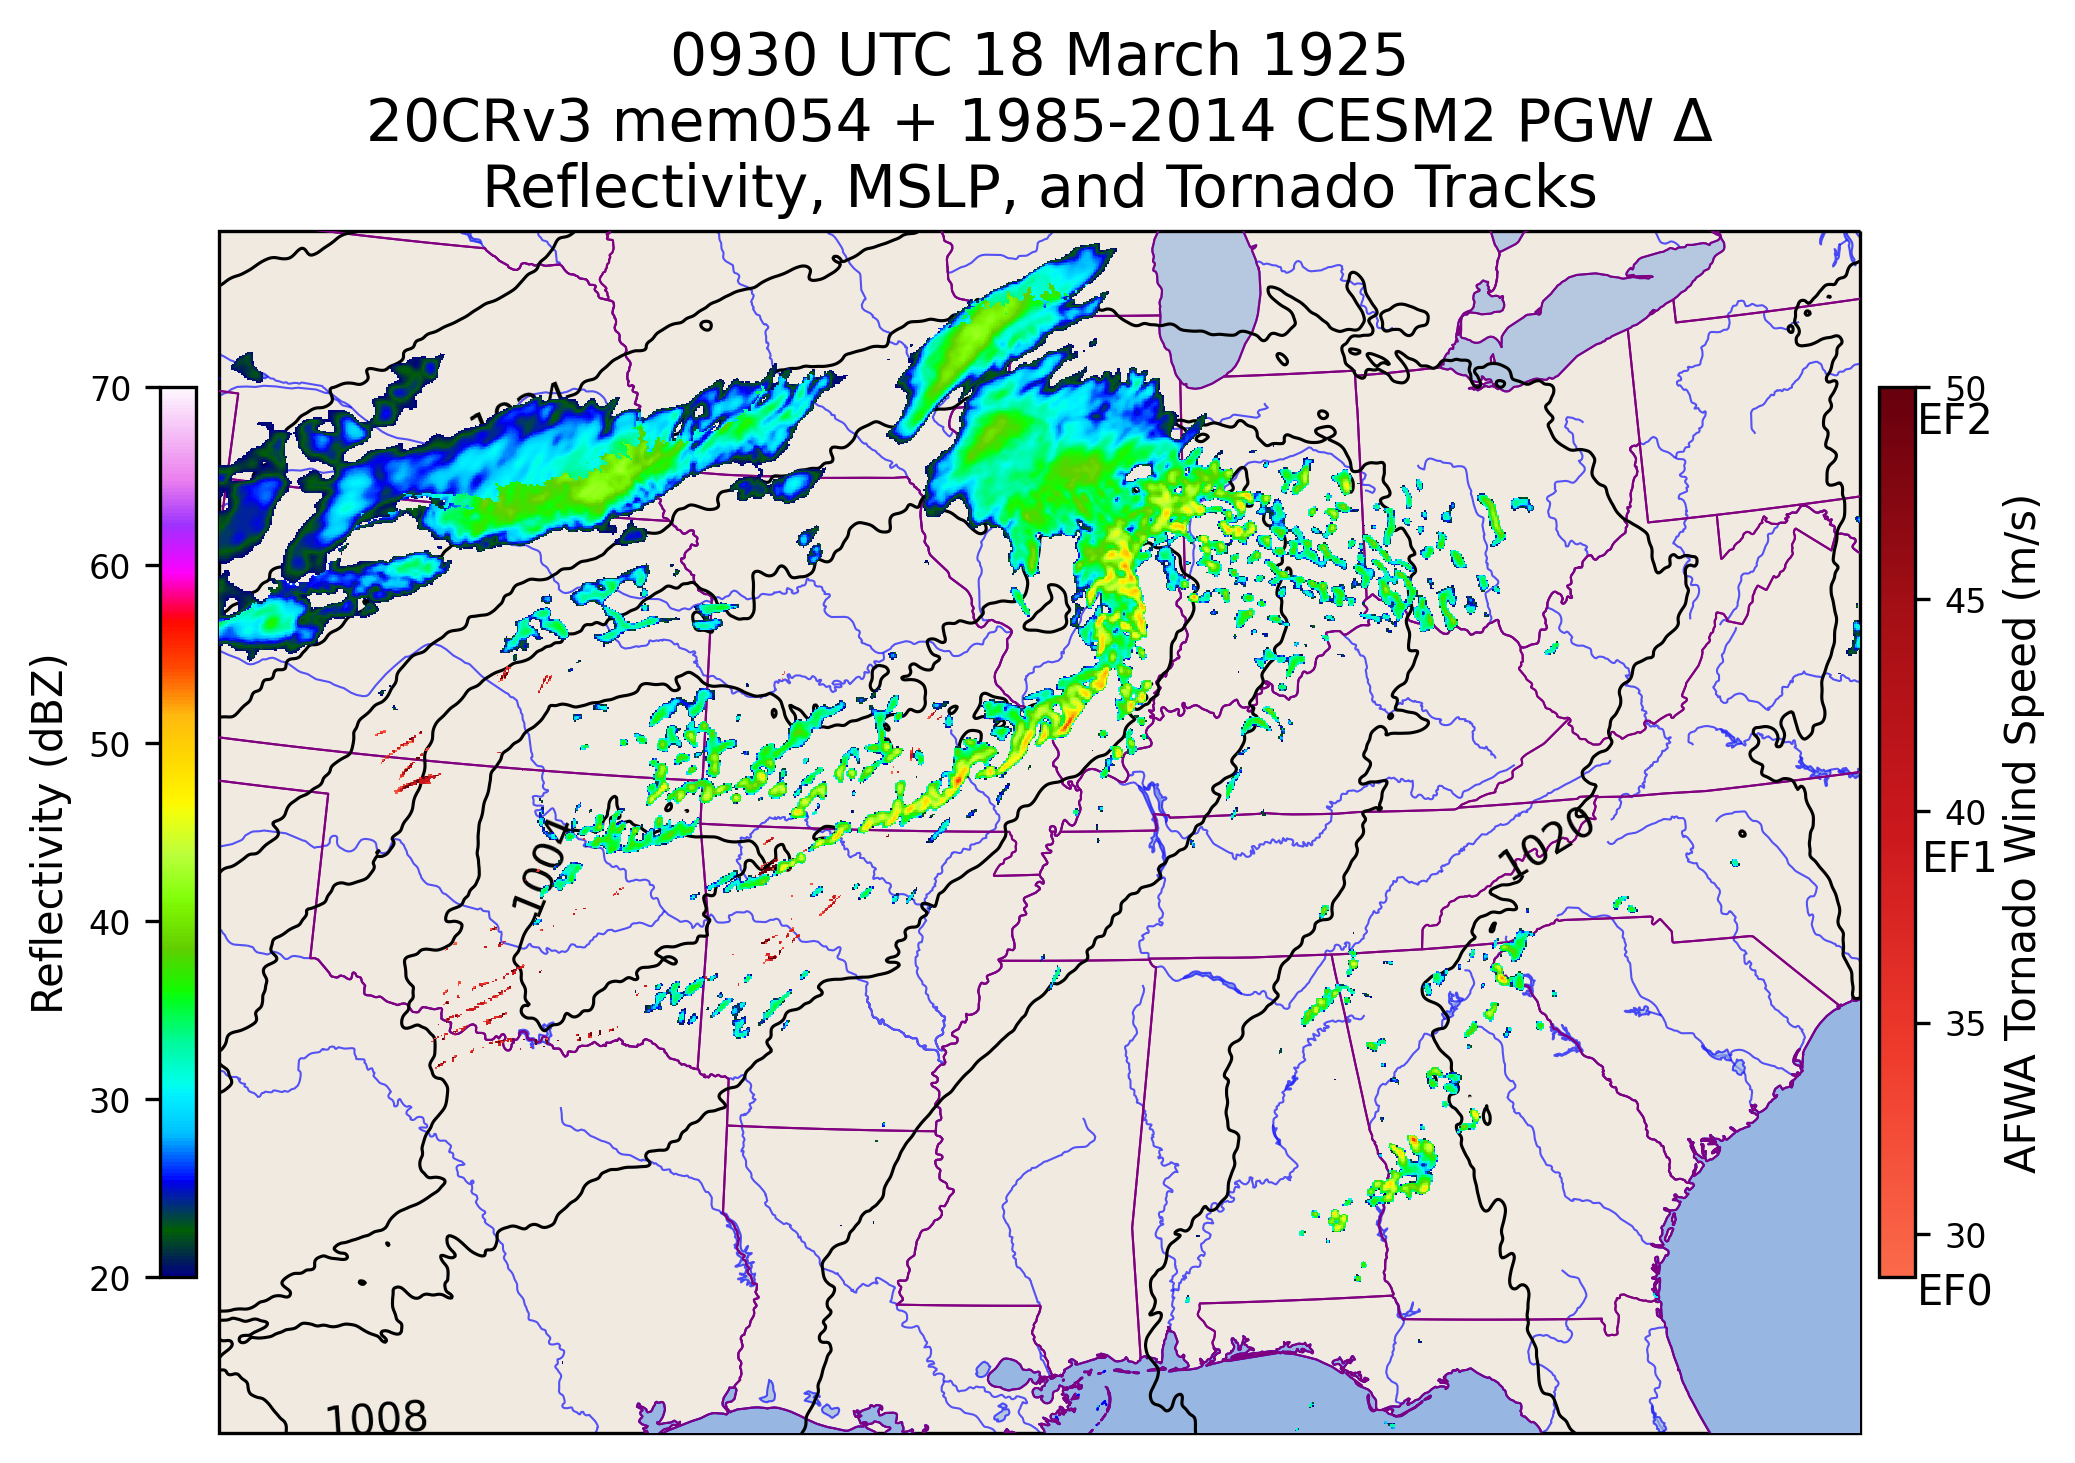 0930 UTC 18 March 1925
20CRv3 mem054 + 1985-2014 CESM2 PGW Δ
Reflectivity, MSLP, and Tornado Tracks
Reflectivity (dBZ)
70
60
50
40
30
20
1004
1020
1008
50
EF2
45
40
EF1
35
30
EF0
AFWA Tornado Wind Speed (m/s)